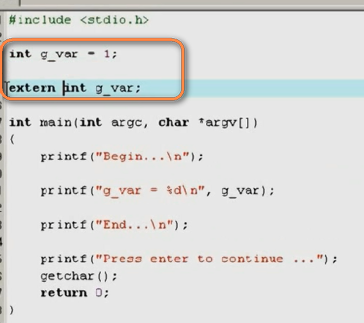 #include <stdio.h>
int g_var = 1;
extern int g_var;
int main(int argc, char *argv[])
{
printf("Begin...\n");
printf("g_var = %d\n", g_var);
printf("End...\n");
printf("Press enter to continue ...");
getchar();
return 0;
}